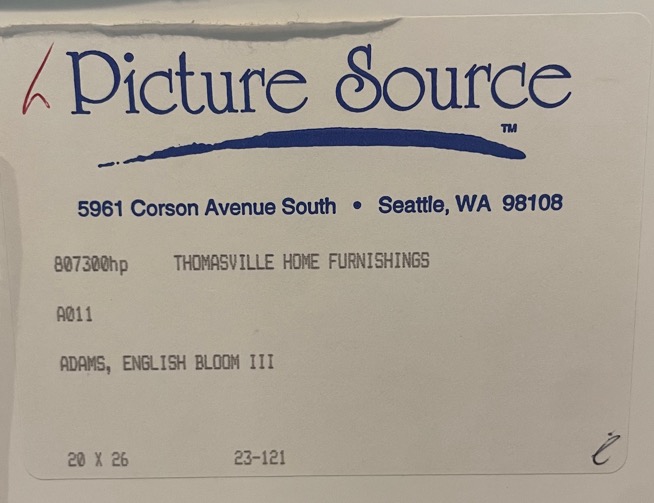 Picture Source
TM
5961 Corson Avenue South • Seattle, WA 98108
807300hp THOMASVILLE HOME FURNISHINGS
A011
ADAMS, ENGLISH BLOOM III
20 X 26 23-121